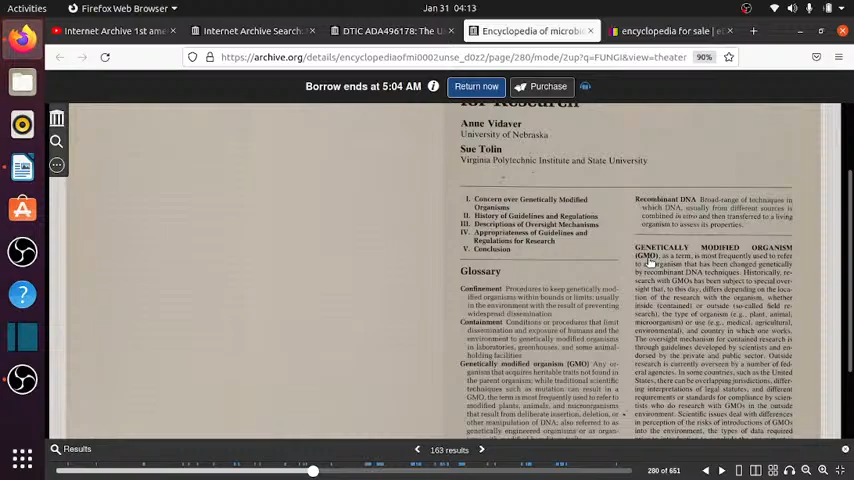 Activities
Firefox Web Browser
Jan 31 04:13
Internet Archive 1st ame
Internet Archive Search:
DTIC ADA496178: The U
Encyclopedia of microbi
encyclopedia for sale | e
https://archive.org/details/encyclopediaofmi0002unse_d0z2/page/280/mode/2up?q=FUNGI&view=theater
90%
Borrow ends at 5:04 AM
Return now
Purchase
for Research
Anne Vidaver
University of Nebraska
Sue Tolin
Virginia Polytechnic Institute and State University
I. Concern over Genetically Modified
Organisms
II. History of Guidelines and Regulations
III. Descriptions of Oversight Mechanisms
IV. Appropriateness of Guidelines and
Regulations for Research
V. Conclusion
Glossary
Confinement Procedures to keep genetically mod-
ified organisms within bounds or limits; usually
in the environment with the result of preventing
widespread dissemination
Containment Conditions or procedures that limit
dissemination and exposure of humans and the
environment to genetically modified organisms
in laboratories, greenhouses, and some animal-
holding facilities
Genetically modified organism (GMO) Any or-
ganism that acquires heritable traits not found in
the parent organism; while traditional scientific
techniques such as mutation can result in a
GMO, the term is most frequently used to refer to
modified plants, animals, and microorganisms
that result from deliberate insertion, deletion, or
other manipulation of DNA; also referred to as
genetically engineered organisms or as organ-
Recombinant DNA Broad-range of techniques in
which DNA, usually from different sources is
combined in vitro and then transferred to a living
organism to assess its properties.
GENETICALLY MODIFIED ORGANISM
(GMO), as a term, is most frequently used to refer
to organism that has been changed genetically
by recombinant DNA techniques. Historically, re-
search with GMOs has been subject to special over-
sight that, to this day, differs depending on the loca-
tion of the research with the organism, whether
inside (contained) or outside (so-called field re-
search), the type of organism (e.g., plant, animal,
microorganism) or use (e.g., medical, agricultural,
environmental), and country in which one works.
The oversight mechanism for contained research is
through guidelines developed by scientists and en-
dorsed by the private and public sector. Outside
research is currently overseen by a number of fed-
eral agencies. In some countries, such as the United
States, there can be overlapping jurisdictions, differ-
ing interpretations of legal statutes, and different
requirements or standards for compliance by scien-
tists who do research with GMOs in the outside
environment. Scientific issues deal with differences
in perception of the risks of introductions of GMOs
into the environment, the types of data required
Results
163 results
280 of 651